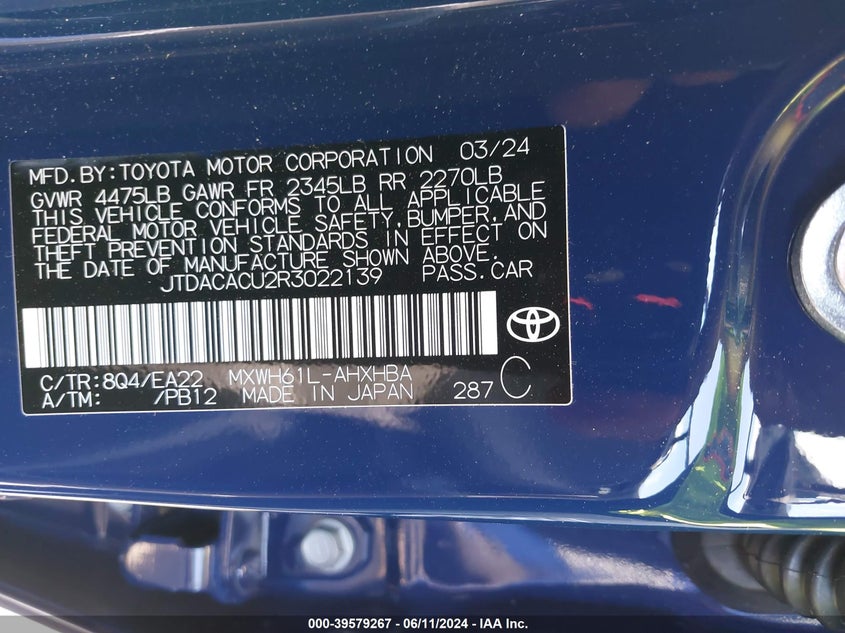 MFD.BY:TOYOTA MOTOR CORPORATION 03/24
GVWR 4475LB GAWR FR 2345LB RR 2270LB
THIS VEHICLE CONFORMS TO ALL APPLICABLE
FEDERAL MOTOR VEHICLE SAFETY,BUMPER,AND
THEFT PREVENTION STANDARDS IN EFFECT ON
THE DATE OF MANUFACTURE SHOWN ABOVE.
JTDACACU2R3022139 PASS.CAR
C/TR:8Q4/EA22 MXWH61L-AHXHBA
A/TM: /PB12 MADE IN JAPAN 287 C
000-39579267 - 06/11/2024 - IAA Inc.